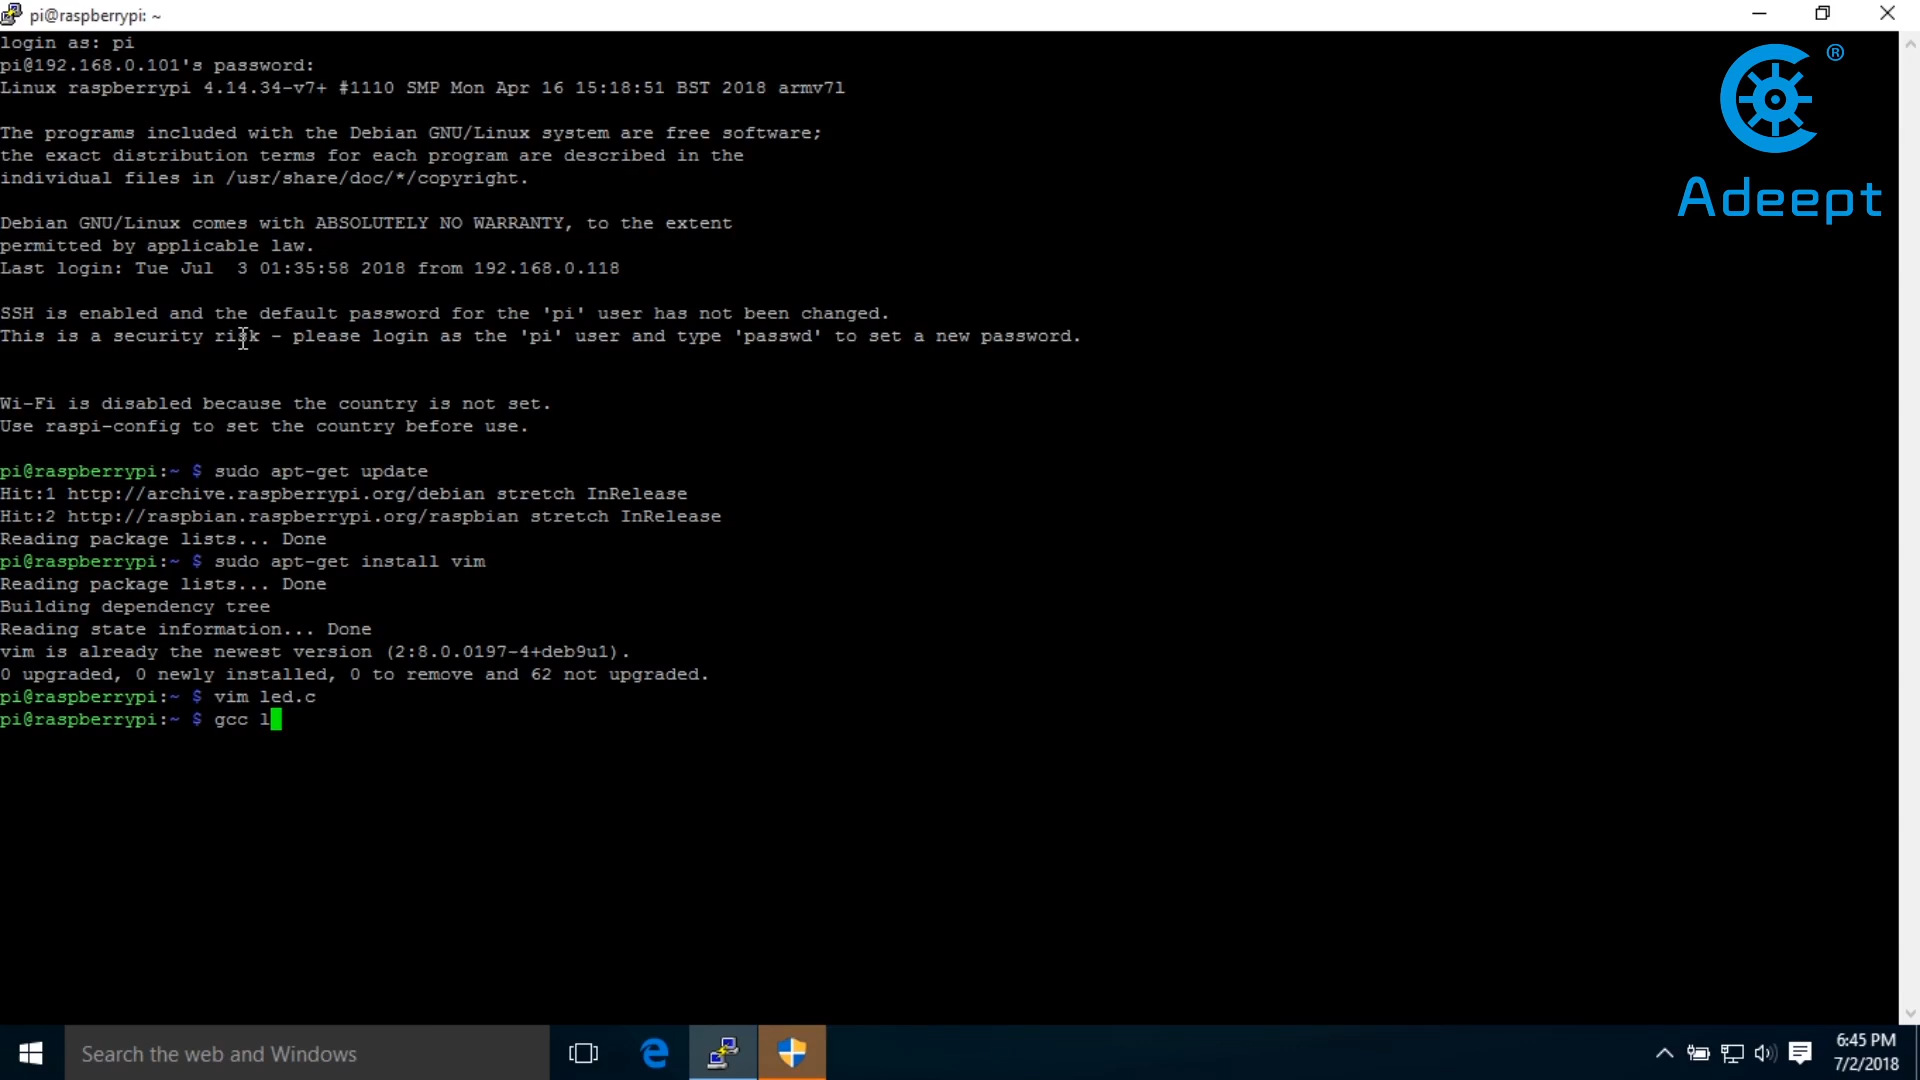 pi@raspberrypi: ~
login as: pi
pi@192.168.0.101's password:
Linux raspberrypi 4.14.34-v7+ #1110 SMP Mon Apr 16 15:18:51 BST 2018 armv7l
The programs included with the Debian GNU/Linux system are free software;
the exact distribution terms for each program are described in the
individual files in /usr/share/doc/*/copyright.
Debian GNU/Linux comes with ABSOLUTELY NO WARRANTY, to the extent
permitted by applicable law.
Last login: Tue Jul  3 01:35:58 2018 from 192.168.0.118
SSH is enabled and the default password for the 'pi' user has not been changed.
This is a security risk - please login as the 'pi' user and type 'passwd' to set a new password.
Wi-Fi is disabled because the country is not set.
Use raspi-config to set the country before use.
pi@raspberrypi:~ $ sudo apt-get update
Hit:1 http://archive.raspberrypi.org/debian stretch InRelease
Hit:2 http://raspbian.raspberrypi.org/raspbian stretch InRelease
Reading package lists... Done
pi@raspberrypi:~ $ sudo apt-get install vim
Reading package lists... Done
Building dependency tree
Reading state information... Done
vim is already the newest version (2:8.0.0197-4+deb9u1).
0 upgraded, 0 newly installed, 0 to remove and 62 not upgraded.
pi@raspberrypi:~ $ vim led.c
pi@raspberrypi:~ $ gcc l
®
Adeept
Search the web and Windows
6:45 PM
7/2/2018